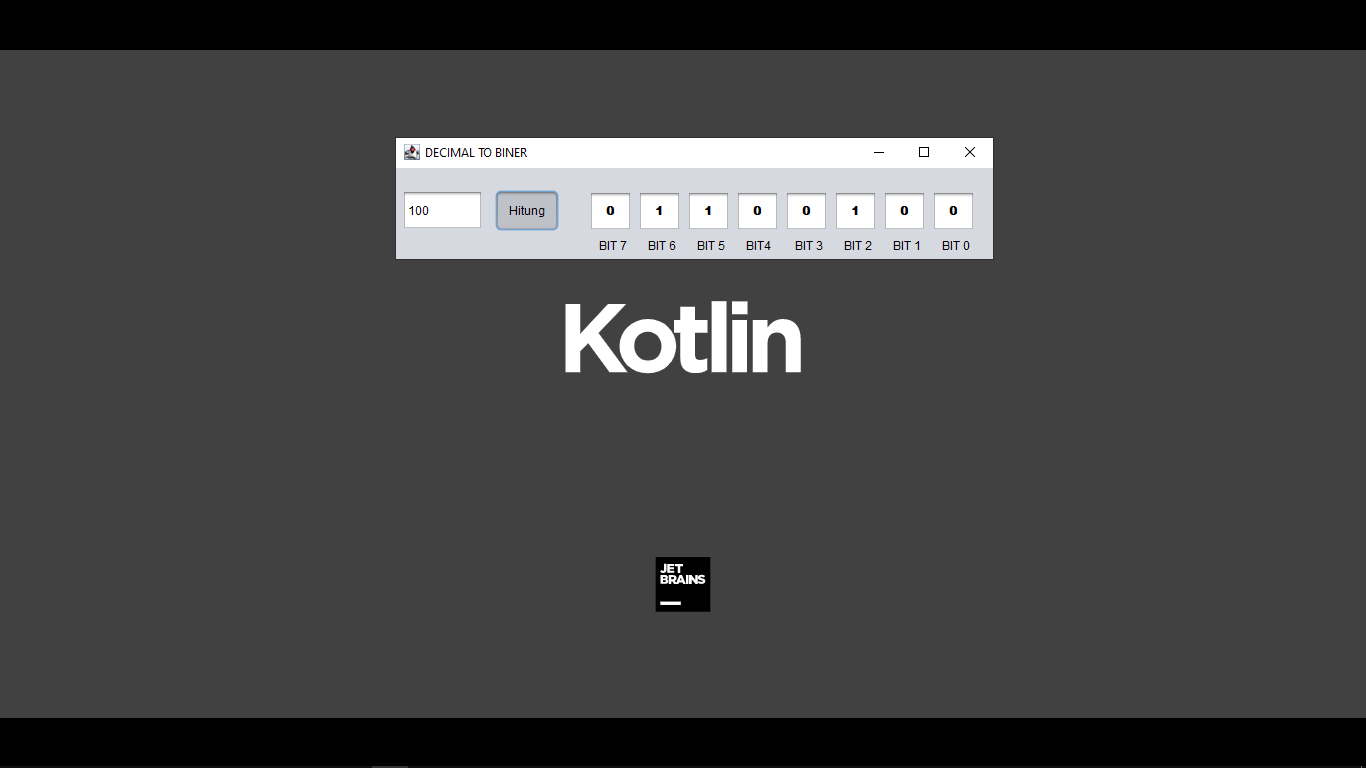 DECIMAL TO BINER
100 Hitung 0 1 1 0 0 1 0 0
BIT 7 BIT 6 BIT 5 BIT4 BIT 3 BIT 2 BIT 1 BIT 0
Kotlin
JET
BRAINS